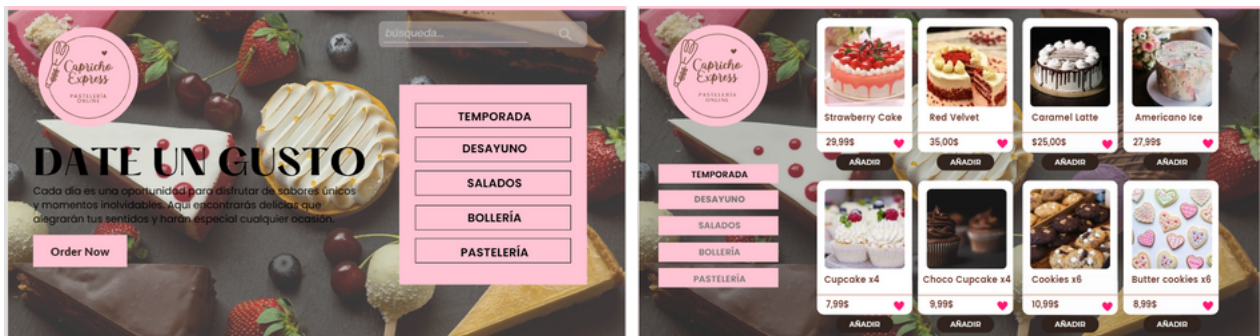 búsqueda...
Capricho
Express
PASTELERÍA
ONLINE
DATE UN GUSTO
Cada día es una oportunidad para disfrutar de sabores únicos
y momentos inolvidables. Aquí encontrarás delicias que
alegrarán tus sentidos y harán especial cualquier ocasión.
Order Now
TEMPORADA
DESAYUNO
SALADOS
BOLLERÍA
PASTELERÍA
Capricho
Express
PASTELERÍA
ONLINE
TEMPORADA
DESAYUNO
SALADOS
BOLLERÍA
PASTELERÍA
Strawberry Cake
29,99$
AÑADIR
Red Velvet
35,00$
AÑADIR
Caramel Latte
$25,00$
AÑADIR
Americano Ice
27,99$
AÑADIR
Cupcake x4
7,99$
AÑADIR
Choco Cupcake x4
9,99$
AÑADIR
Cookies x6
10,99$
AÑADIR
Butter cookies x6
8,99$
AÑADIR